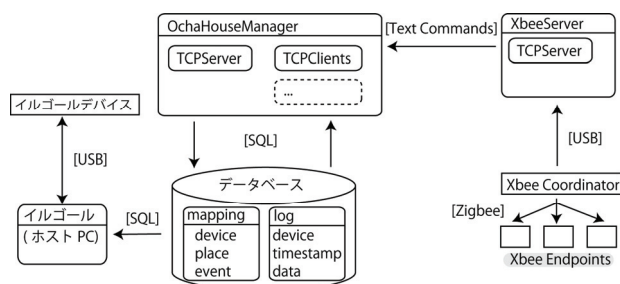 OchaHouseManager
TCPServer
TCPClients
...
[Text Commands]
XbeeServer
TCPServer
イルゴールデバイス
[USB]
[SQL]
[USB]
データベース
Xbee Coordinator
mapping
device
place
event
log
device
timestamp
data
イルゴール
(ホストPC)
[SQL]
[Zigbee]
Xbee Endpoints